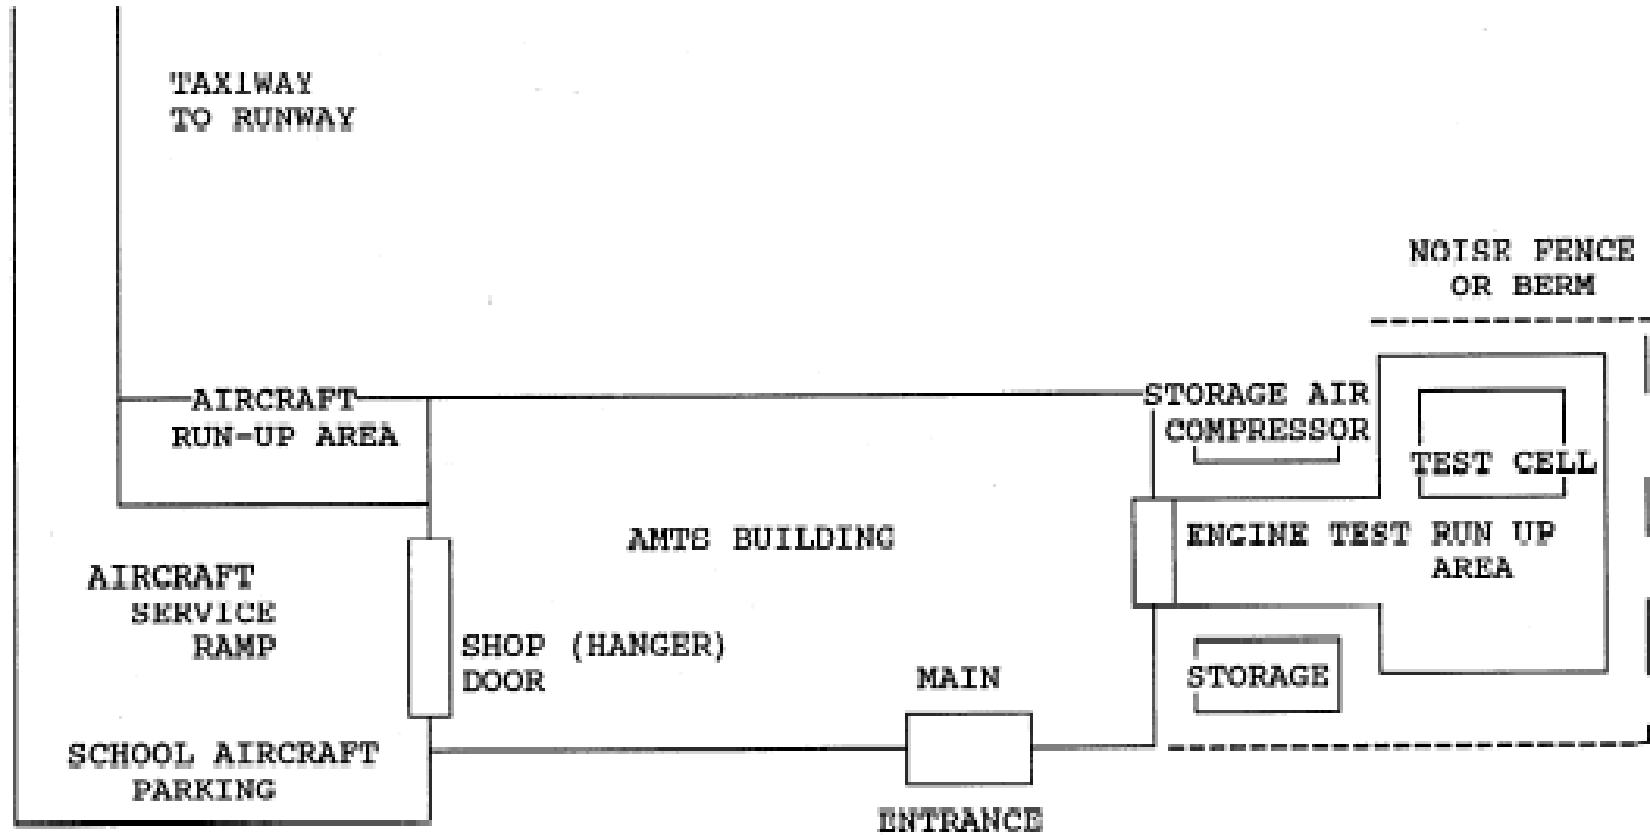 TAXIWAY
TO RUNWAY
NOISE FENCE
OR BERM
AIRCRAFT
RUN-UP AREA
STORAGE AIR
COMPRESSOR
TEST CELL
AMTS BUILDING
ENGINE TEST RUN UP
AREA
AIRCRAFT
SERVICE
RAMP
SHOP (HANGER)
DOOR
MAIN
STORAGE
SCHOOL AIRCRAFT
PARKING
ENTRANCE